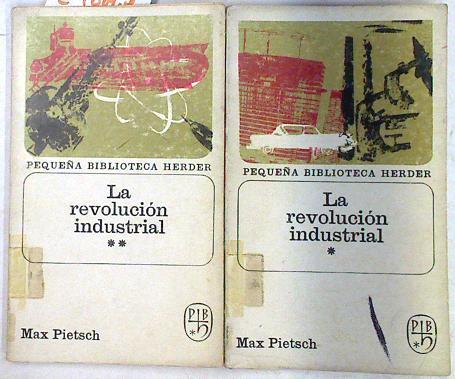 PEQUEÑA BIBLIOTECA HERDER
La
revolución
industrial
**
Max Pietsch
PBh
*
PEQUEÑA BIBLIOTECA HERDER
La
revolución
industrial
*
Max Pietsch
PBh
*